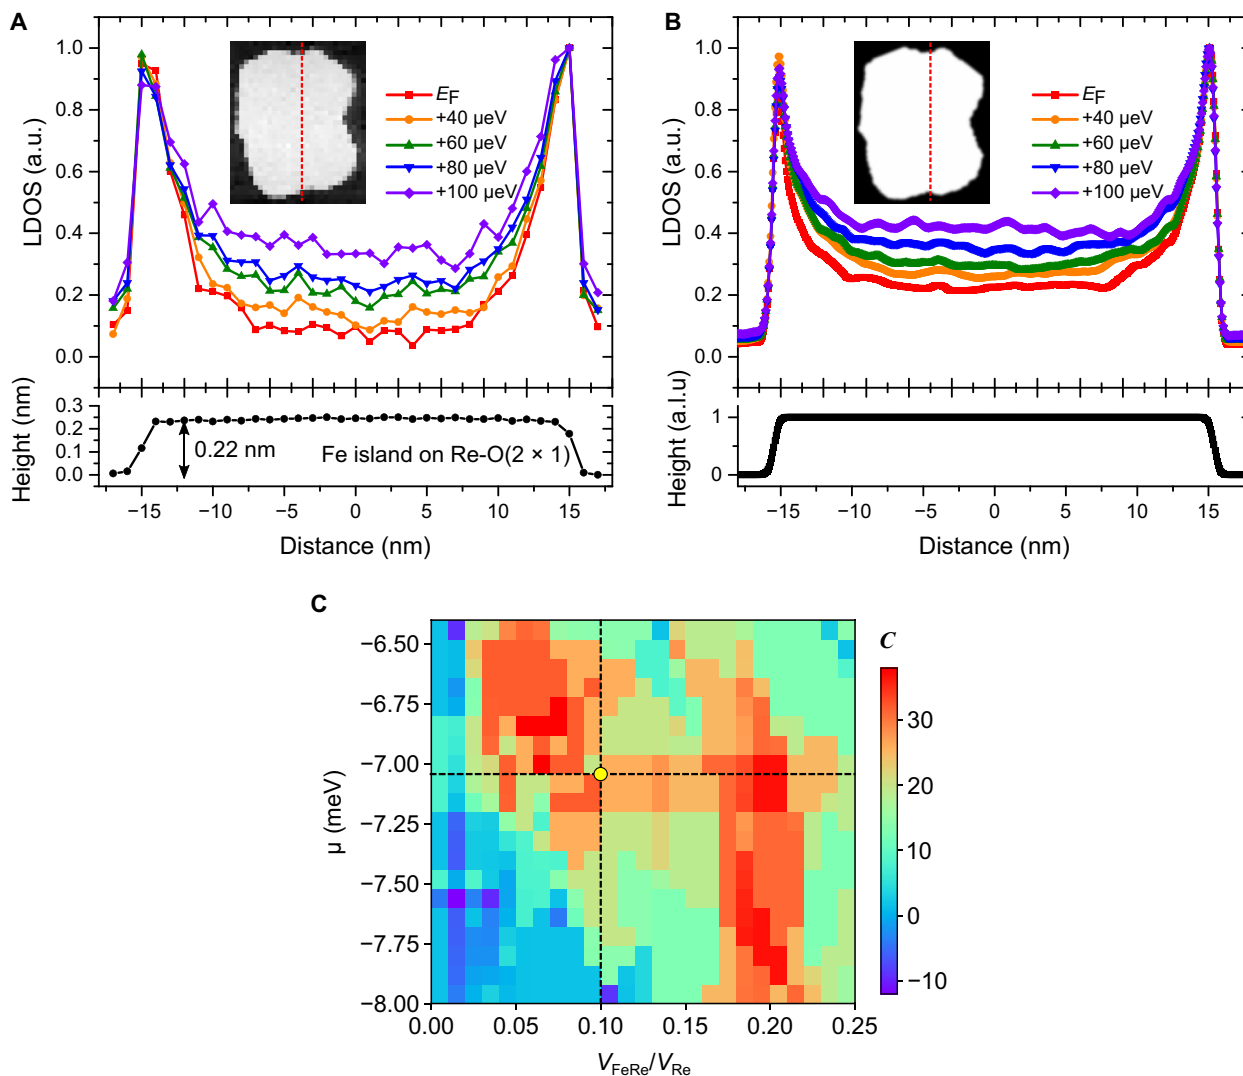 A
LDOS (a.u.)
1.0
0.8
0.6
0.4
0.2
0.0
E_F
+40 µeV
+60 µeV
+80 µeV
+100 µeV
Height (nm)
0.3
0.2
0.1
0.0
0.22 nm
Fe island on Re-O(2 × 1)
−15 −10 −5 0 5 10 15
Distance (nm)
B
LDOS (a.u.)
1.0
0.8
0.6
0.4
0.2
0.0
E_F
+40 µeV
+60 µeV
+80 µeV
+100 µeV
Height (a.l.u)
1
0
−15 −10 −5 0 5 10 15
Distance (nm)
C
µ (meV)
−6.50
−6.75
−7.00
−7.25
−7.50
−7.75
−8.00
0.00 0.05 0.10 0.15 0.20 0.25
V_FeRe/V_Re
C
30
20
10
0
−10